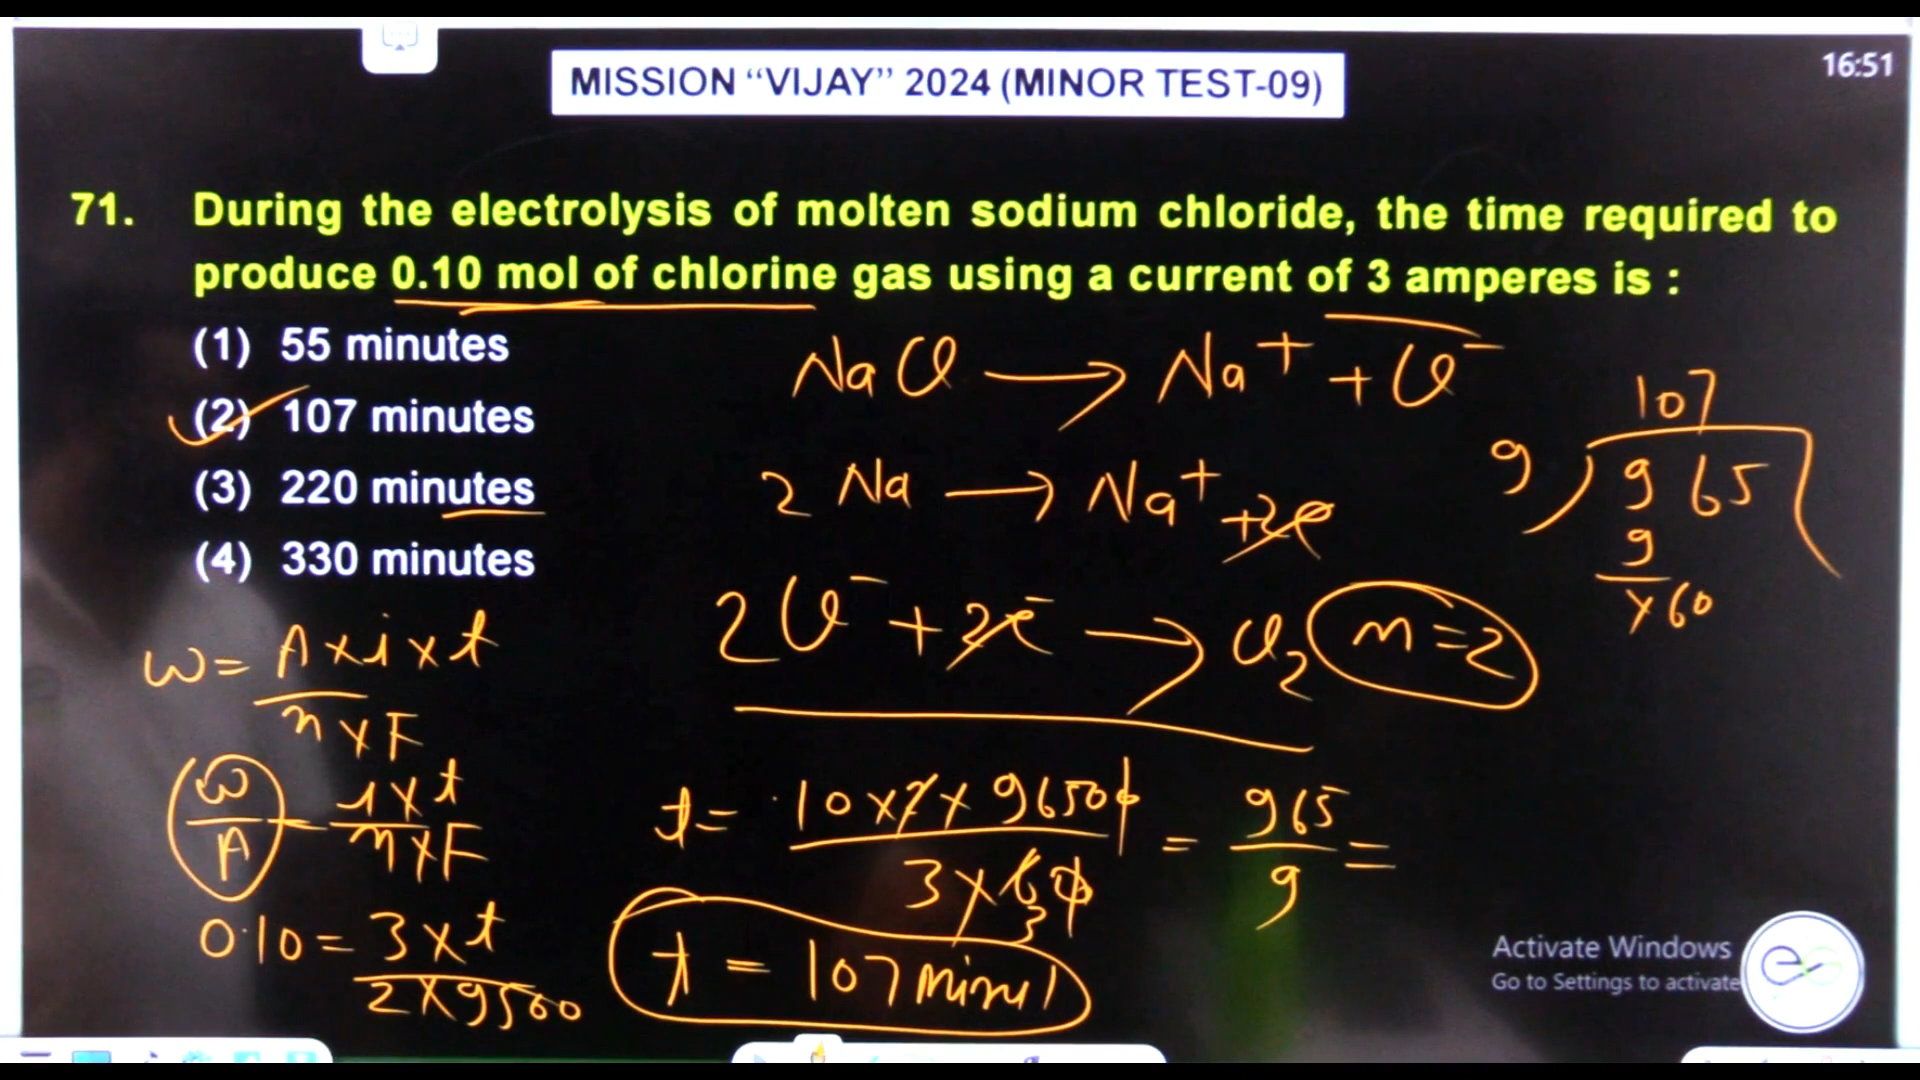 16:51
MISSION “VIJAY” 2024 (MINOR TEST-09)
71. During the electrolysis of molten sodium chloride, the time required to
produce 0.10 mol of chlorine gas using a current of 3 amperes is :
(1) 55 minutes
(2) 107 minutes
(3) 220 minutes
(4) 330 minutes
NaCl → Na⁺ + Cl⁻
2 Na → Na⁺ + 2e
2Cl⁻ + 2e⁻ → Cl₂ n=2
107
9 ) 965
9
×60
w = A×i×t
n×F
w/A = i×t
n×F
0.10 = 3×t
2×9500
t = .10×2×96500
3×60
3
= 965
9
=
t = 107
Activate Windows
Go to Settings to activate